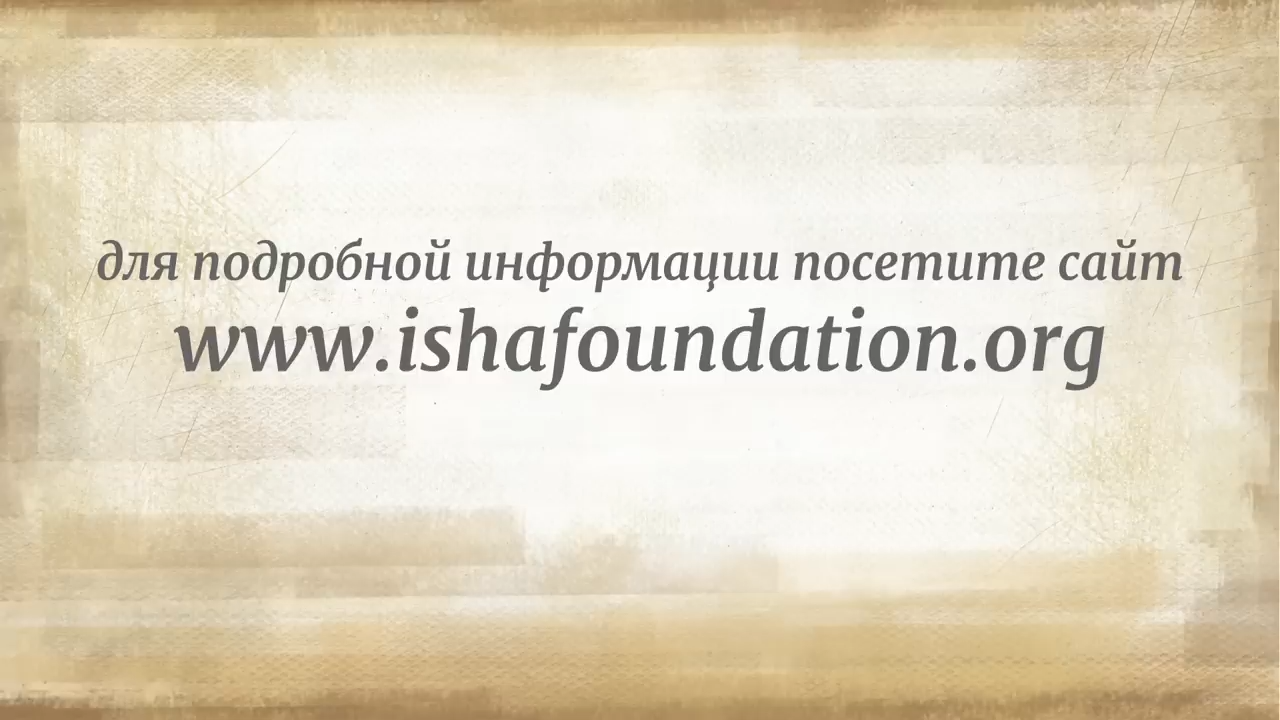 для подробной информации посетите сайт
www.ishafoundation.org